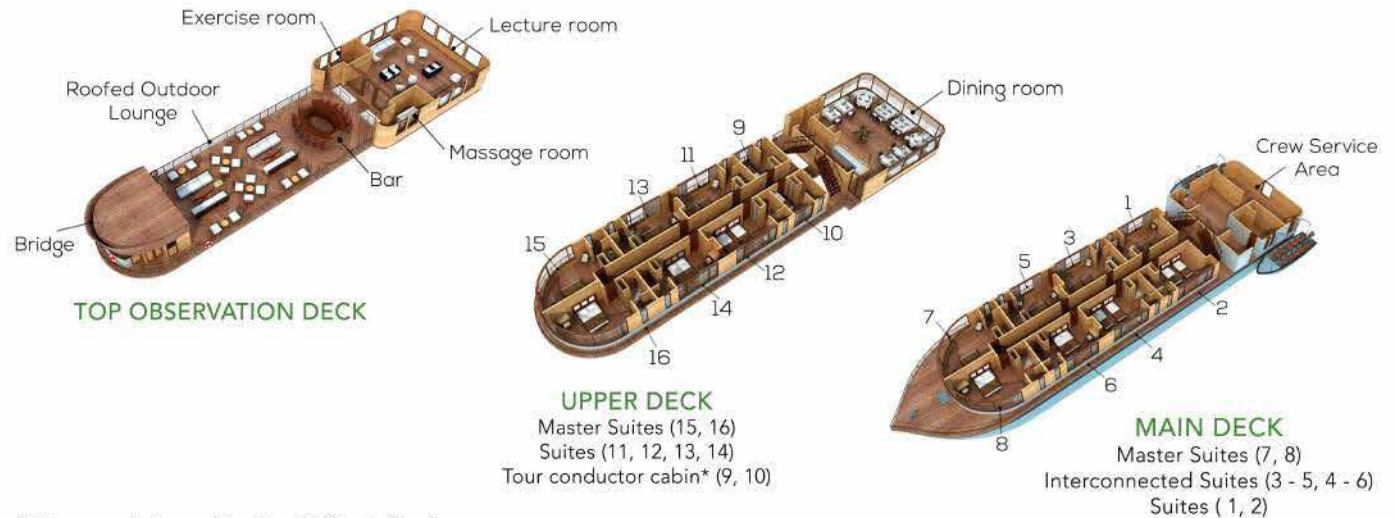 Exercise room
Lecture room
Roofed Outdoor
Lounge
Massage room
Bar
Bridge
TOP OBSERVATION DECK
Dining room
9
11
13
15
10
12
14
16
UPPER DECK
Master Suites (15, 16)
Suites (11, 12, 13, 14)
Tour conductor cabin* (9, 10)
Crew Service
Area
1
3
5
7
2
4
6
8
MAIN DECK
Master Suites (7, 8)
Interconnected Suites (3 - 5, 4 - 6)
Suites ( 1, 2)